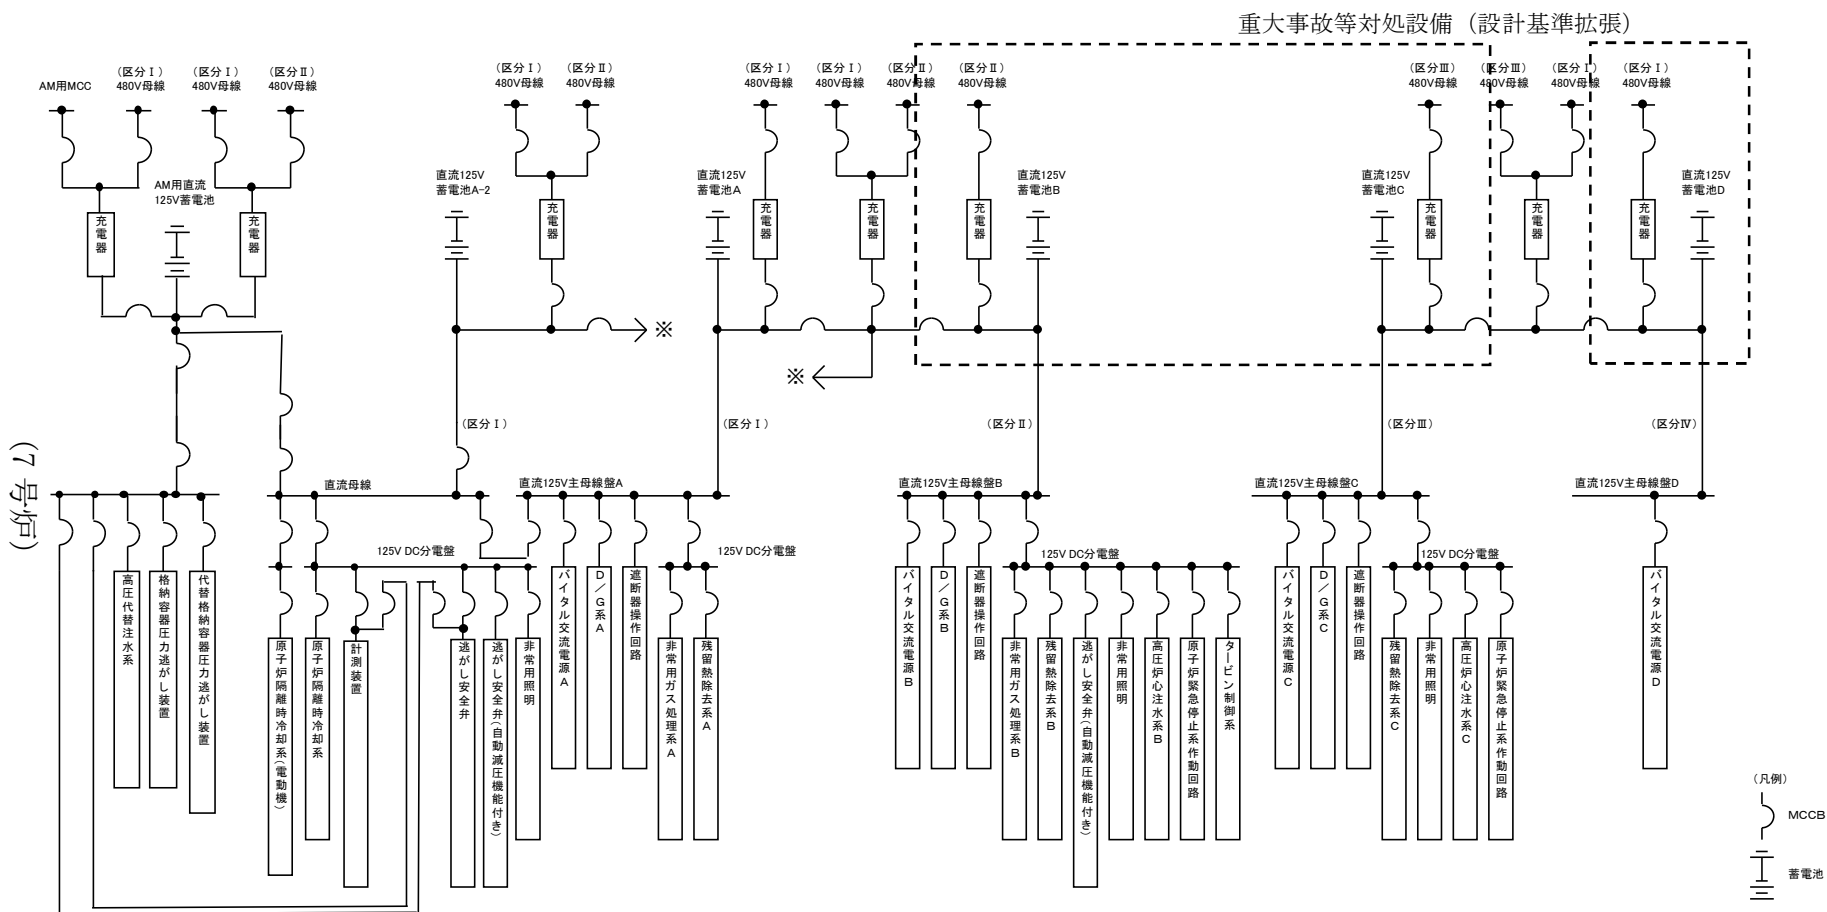 重大事故等対処設備（設計基準拡張）
AM用MCC
（区分Ⅰ）
480V母線
（区分Ⅰ）
480V母線
（区分Ⅱ）
480V母線
（区分Ⅰ）
480V母線
（区分Ⅱ）
480V母線
（区分Ⅰ）
480V母線
（区分Ⅰ）
480V母線
（区分Ⅱ）
480V母線
（区分Ⅱ）
480V母線
（区分Ⅲ）
480V母線
（区分Ⅲ）
480V母線
（区分Ⅰ）
480V母線
（区分Ⅰ）
480V母線
AM用直流
125V蓄電池
直流125V
蓄電池A-2
直流125V
蓄電池A
直流125V
蓄電池B
直流125V
蓄電池C
直流125V
蓄電池D
充電器
充電器
充電器
充電器
充電器
充電器
充電器
充電器
充電器
※
※
（区分Ⅰ）
（区分Ⅰ）
（区分Ⅱ）
（区分Ⅲ）
（区分Ⅳ）
（7号炉）
直流母線
直流125V主母線盤A
直流125V主母線盤B
直流125V主母線盤C
直流125V主母線盤D
125V DC分電盤
125V DC分電盤
125V DC分電盤
125V DC分電盤
高圧代替注水系
格納容器圧力逃がし装置
代替格納容器圧力逃がし装置
原子炉隔離時冷却系（電動機）
原子炉隔離時冷却系
計測装置
逃がし安全弁
逃がし安全弁（自動減圧機能付き）
非常用照明
バイタル交流電源A
D／G系A
遮断器操作回路
非常用ガス処理系A
残留熱除去系A
バイタル交流電源B
D／G系B
遮断器操作回路
非常用ガス処理系B
残留熱除去系B
逃がし安全弁（自動減圧機能付き）
非常用照明
高圧炉心注水系B
原子炉緊急停止系作動回路
タービン制御系
バイタル交流電源C
D／G系C
遮断器操作回路
残留熱除去系C
非常用照明
高圧炉心注水系C
原子炉緊急停止系作動回路
バイタル交流電源D
（凡例）
MCCB
蓄電池